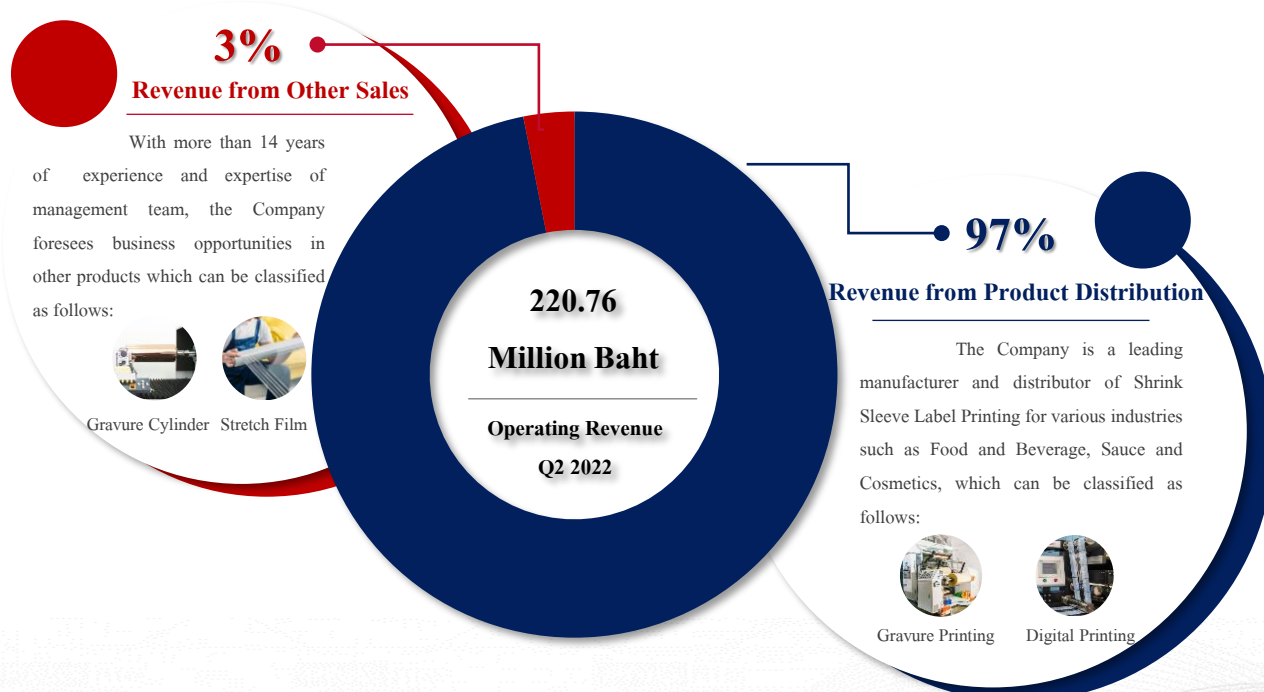 3%
Revenue from Other Sales
With more than 14 years
of experience and expertise of
management team, the Company
foresees business opportunities in
other products which can be classified
as follows:
Gravure Cylinder
Stretch Film
220.76
Million Baht
Operating Revenue
Q2 2022
97%
Revenue from Product Distribution
The Company is a leading
manufacturer and distributor of Shrink
Sleeve Label Printing for various industries
such as Food and Beverage, Sauce and
Cosmetics, which can be classified as
follows:
Gravure Printing
Digital Printing